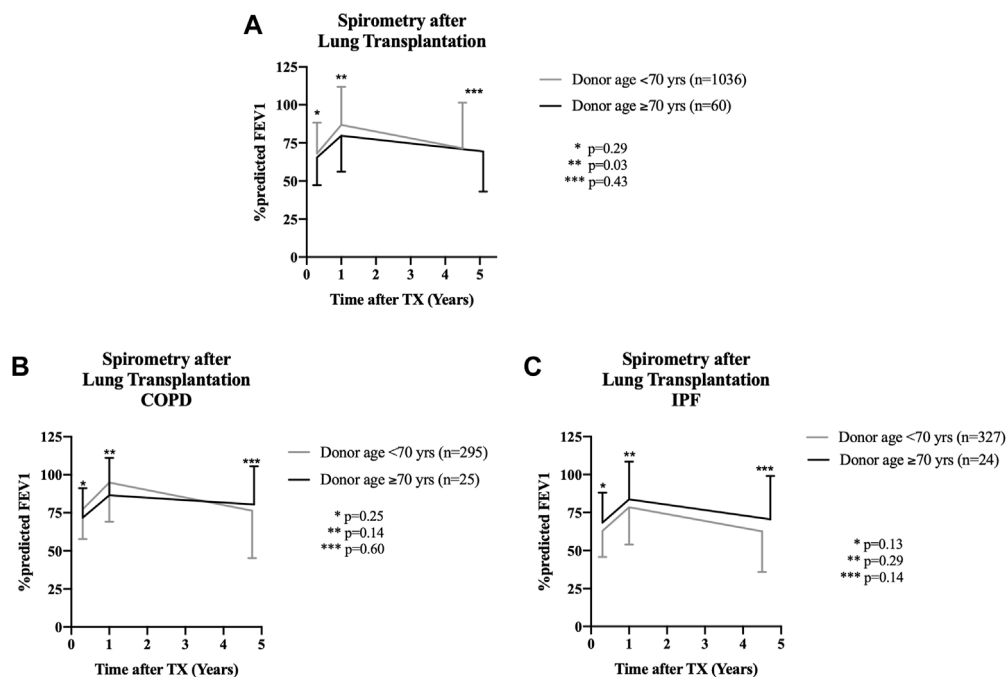 A
Spirometry after
Lung Transplantation
%predicted FEV1
125
100
75
50
25
0
*
**
***
0 1 2 3 4 5
Time after TX (Years)
Donor age <70 yrs (n=1036)
Donor age ≥70 yrs (n=60)
* p=0.29
** p=0.03
*** p=0.43
B
Spirometry after
Lung Transplantation
COPD
%predicted FEV1
125
100
75
50
25
0
*
**
***
0 1 2 3 4 5
Time after TX (Years)
Donor age <70 yrs (n=295)
Donor age ≥70 yrs (n=25)
* p=0.25
** p=0.14
*** p=0.60
C
Spirometry after
Lung Transplantation
IPF
%predicted FEV1
125
100
75
50
25
0
*
**
***
0 1 2 3 4 5
Time after TX (Years)
Donor age <70 yrs (n=327)
Donor age ≥70 yrs (n=24)
* p=0.13
** p=0.29
*** p=0.14